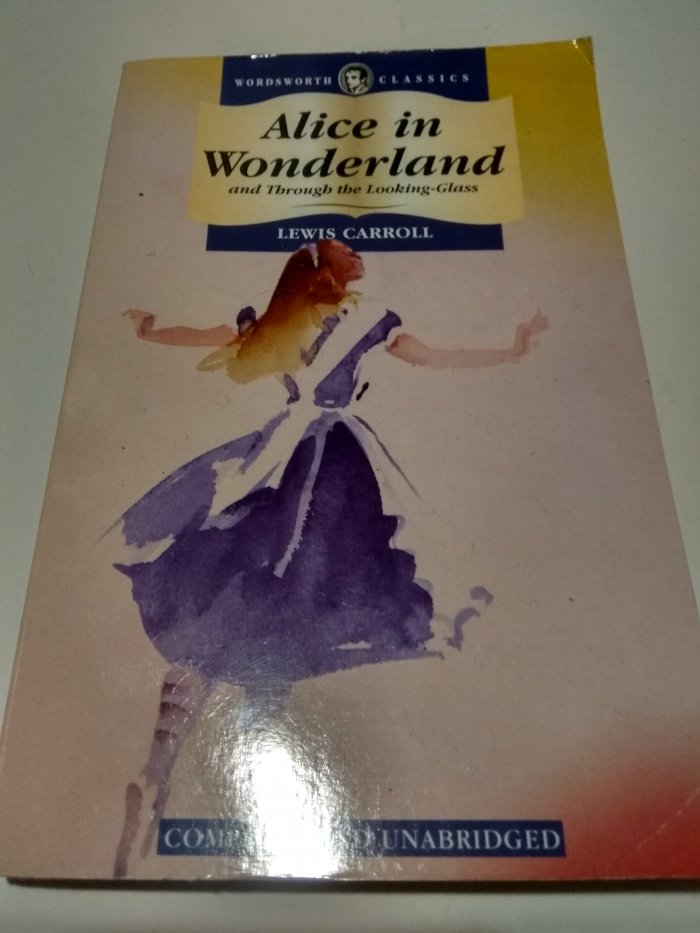 WORDSWORTH CLASSICS
Alice in
Wonderland
and Through the Looking-Glass
LEWIS CARROLL
UNABRIDGED